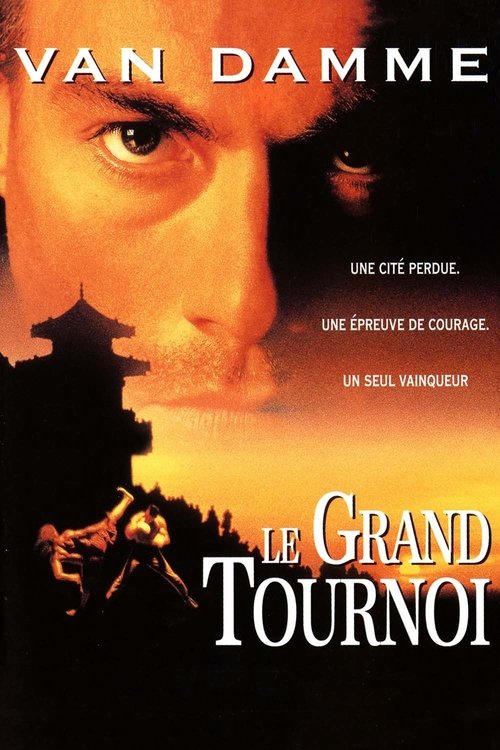 VAN DAMME
UNE CITÉ PERDUE.
UNE ÉPREUVE DE COURAGE.
UN SEUL VAINQUEUR
LE GRAND
TOURNOI